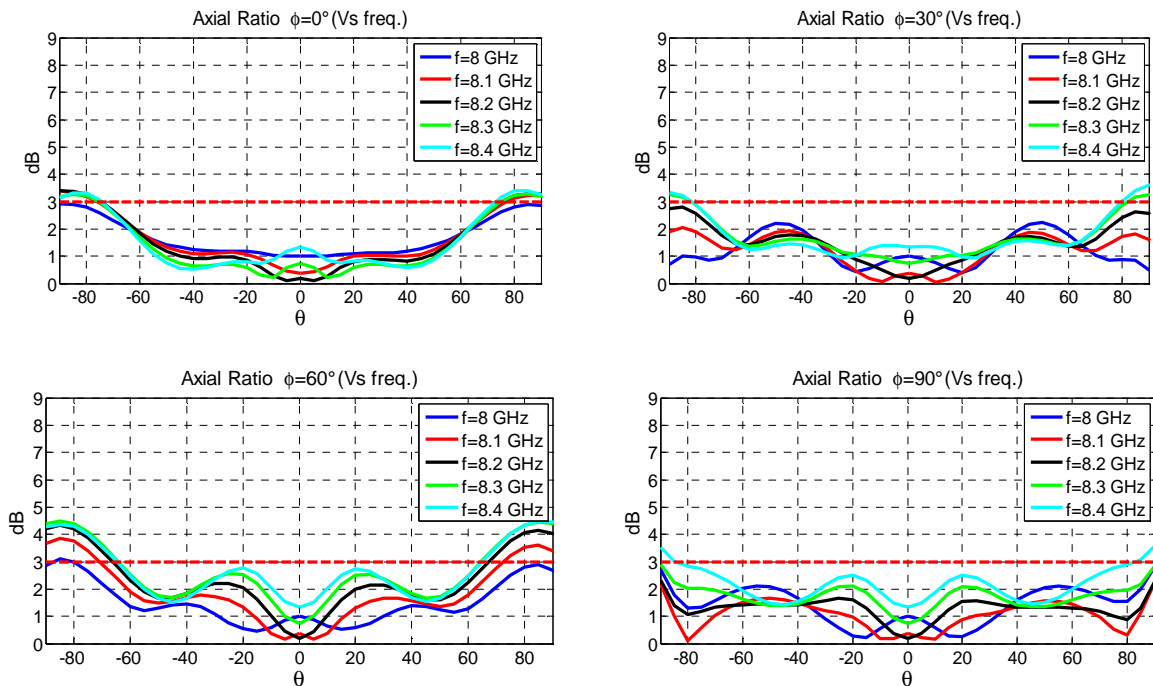 Axial Ratio ϕ=0° (Vs freq.)
9
8
7
6
5
4
3
2
1
0
dB
-80 -60 -40 -20 0 20 40 60 80
θ
f=8 GHz
f=8.1 GHz
f=8.2 GHz
f=8.3 GHz
f=8.4 GHz
Axial Ratio ϕ=30° (Vs freq.)
9
8
7
6
5
4
3
2
1
0
dB
-80 -60 -40 -20 0 20 40 60 80
θ
f=8 GHz
f=8.1 GHz
f=8.2 GHz
f=8.3 GHz
f=8.4 GHz
Axial Ratio ϕ=60° (Vs freq.)
9
8
7
6
5
4
3
2
1
0
dB
-80 -60 -40 -20 0 20 40 60 80
θ
f=8 GHz
f=8.1 GHz
f=8.2 GHz
f=8.3 GHz
f=8.4 GHz
Axial Ratio ϕ=90° (Vs freq.)
9
8
7
6
5
4
3
2
1
0
dB
-80 -60 -40 -20 0 20 40 60 80
θ
f=8 GHz
f=8.1 GHz
f=8.2 GHz
f=8.3 GHz
f=8.4 GHz